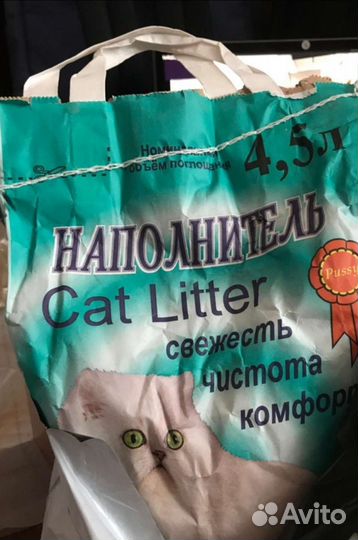 Номинальный
объём поглощения
4,5л
НАПОЛНИТЕЛЬ
Cat Litter
Pussy
свежесть
чистота
комфорт
Avito